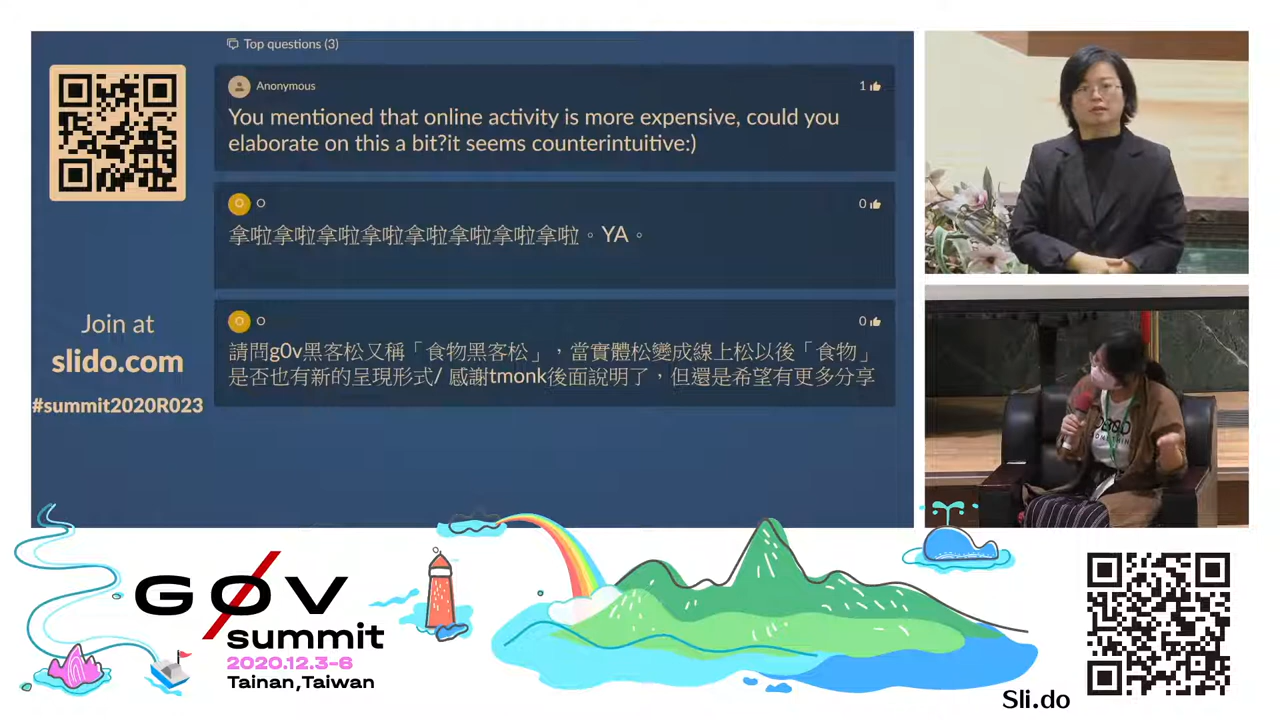 Top questions (3)
Anonymous
1
You mentioned that online activity is more expensive, could you
elaborate on this a bit?it seems counterintuitive:)
O O
0
拿啦拿啦拿啦拿啦拿啦拿啦拿啦拿啦。YA。
O O
0
請問g0v黑客松又稱「食物黑客松」，當實體松變成線上松以後「食物」
是否也有新的呈現形式/ 感謝tmonk後面說明了，但還是希望有更多分享
Join at
slido.com
#summit2020R023
G0V
summit
2020.12.3-6
Tainan,Taiwan
Sli.do